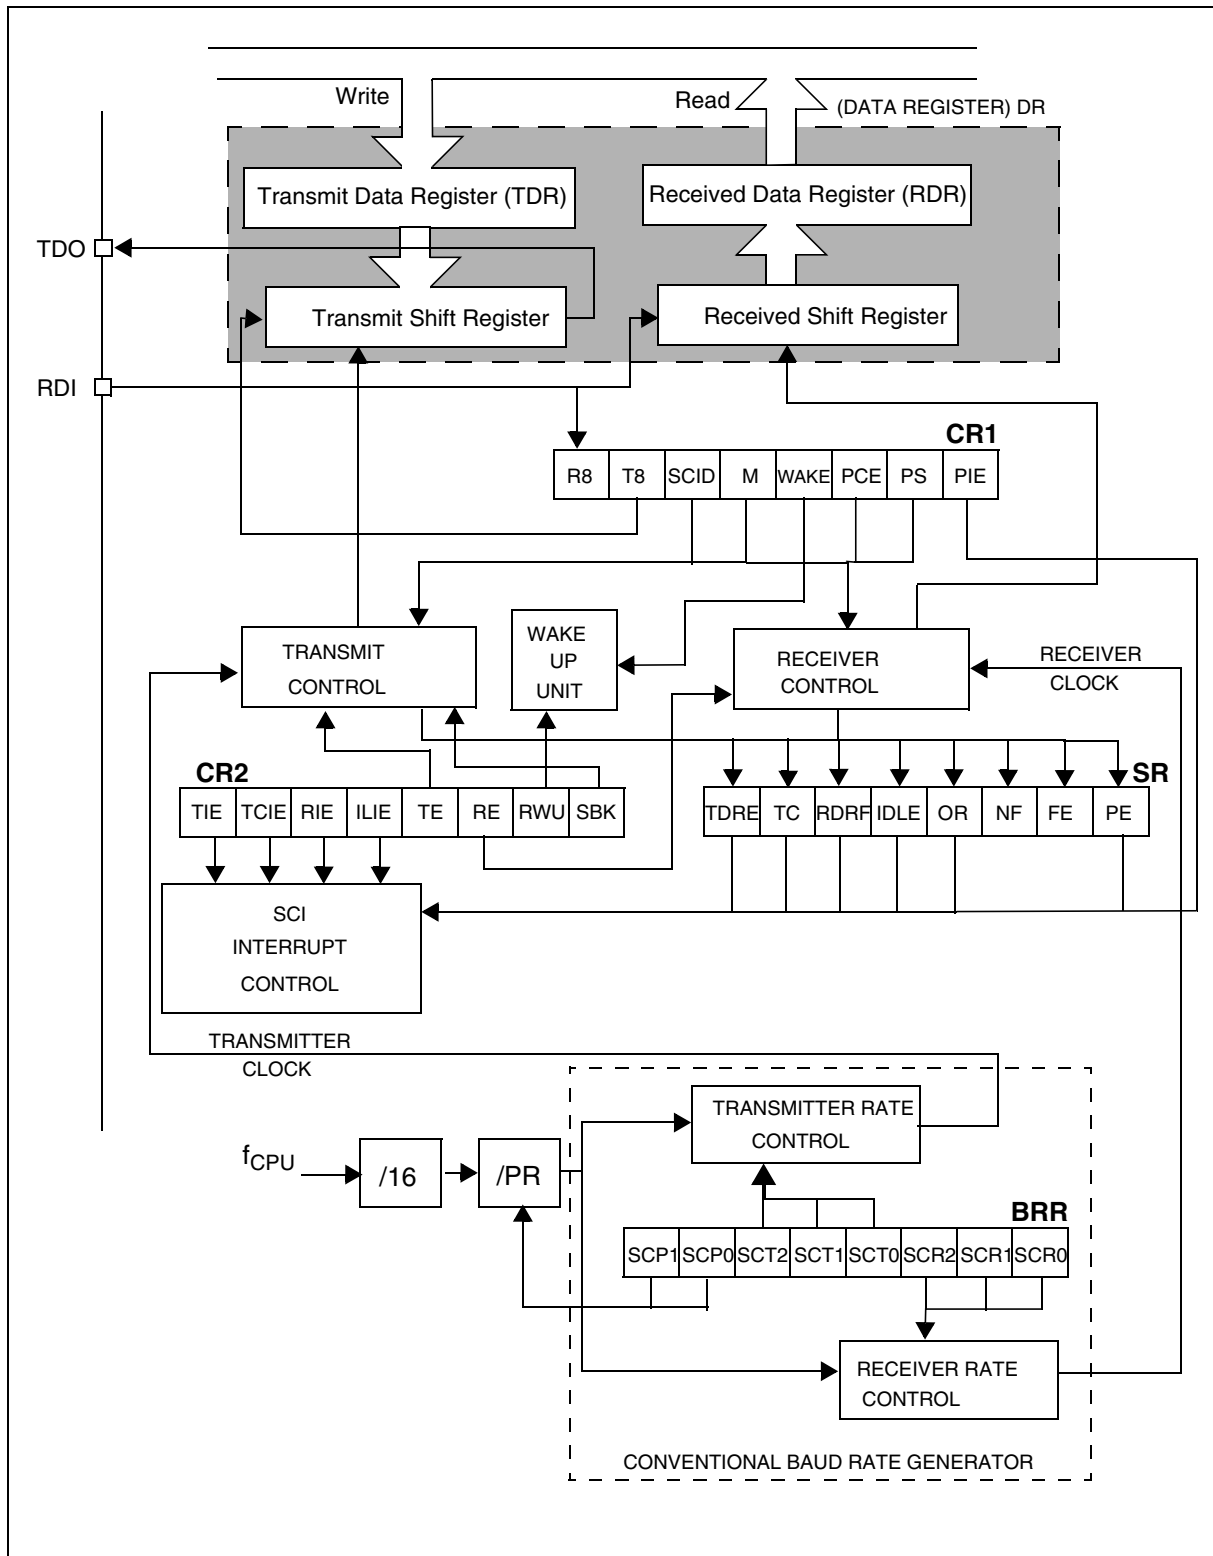 Write
Read
(DATA REGISTER) DR
Transmit Data Register (TDR)
Received Data Register (RDR)
TDO
Transmit Shift Register
Received Shift Register
RDI
CR1
R8 T8 SCID M WAKE PCE PS PIE
TRANSMIT
CONTROL
WAKE
UP
UNIT
RECEIVER
CONTROL
RECEIVER
CLOCK
CR2
TIE TCIE RIE ILIE TE RE RWU SBK
SR
TDRE TC RDRF IDLE OR NF FE PE
SCI
INTERRUPT
CONTROL
TRANSMITTER
CLOCK
TRANSMITTER RATE
CONTROL
fCPU
/16
/PR
BRR
SCP1 SCP0 SCT2 SCT1 SCT0 SCR2 SCR1 SCR0
RECEIVER RATE
CONTROL
CONVENTIONAL BAUD RATE GENERATOR